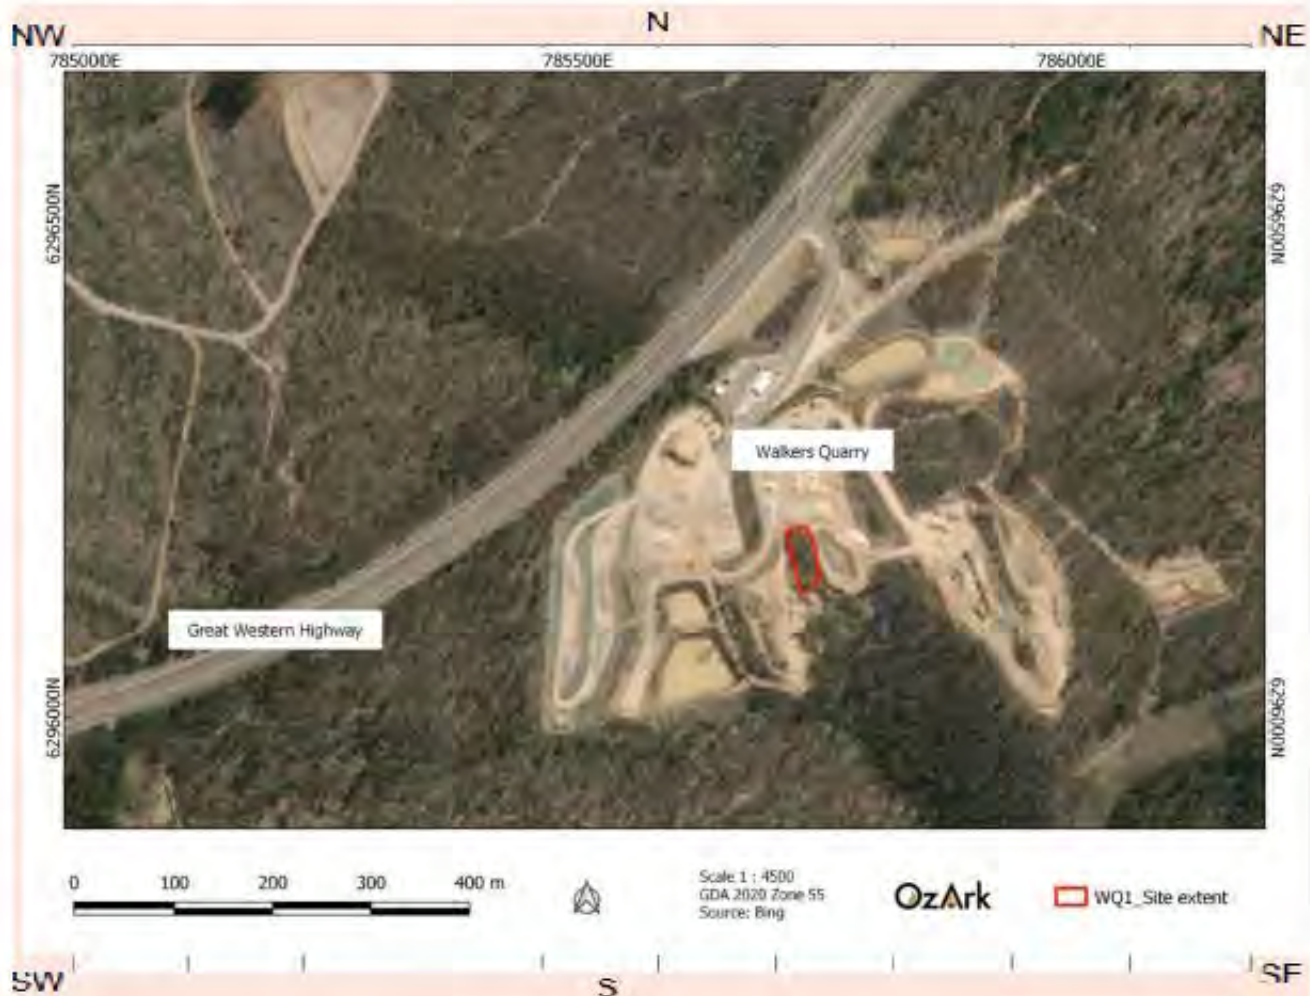 NW N NE
785000E 785500E 786000E
6296500N
6296500N
Walkers Quarry
Great Western Highway
6296000N
6296000N
0 100 200 300 400 m
Scale 1 : 4500
GDA 2020 Zone 55
Source: Bing
OzArk
WQ1_Site extent
SW S SE